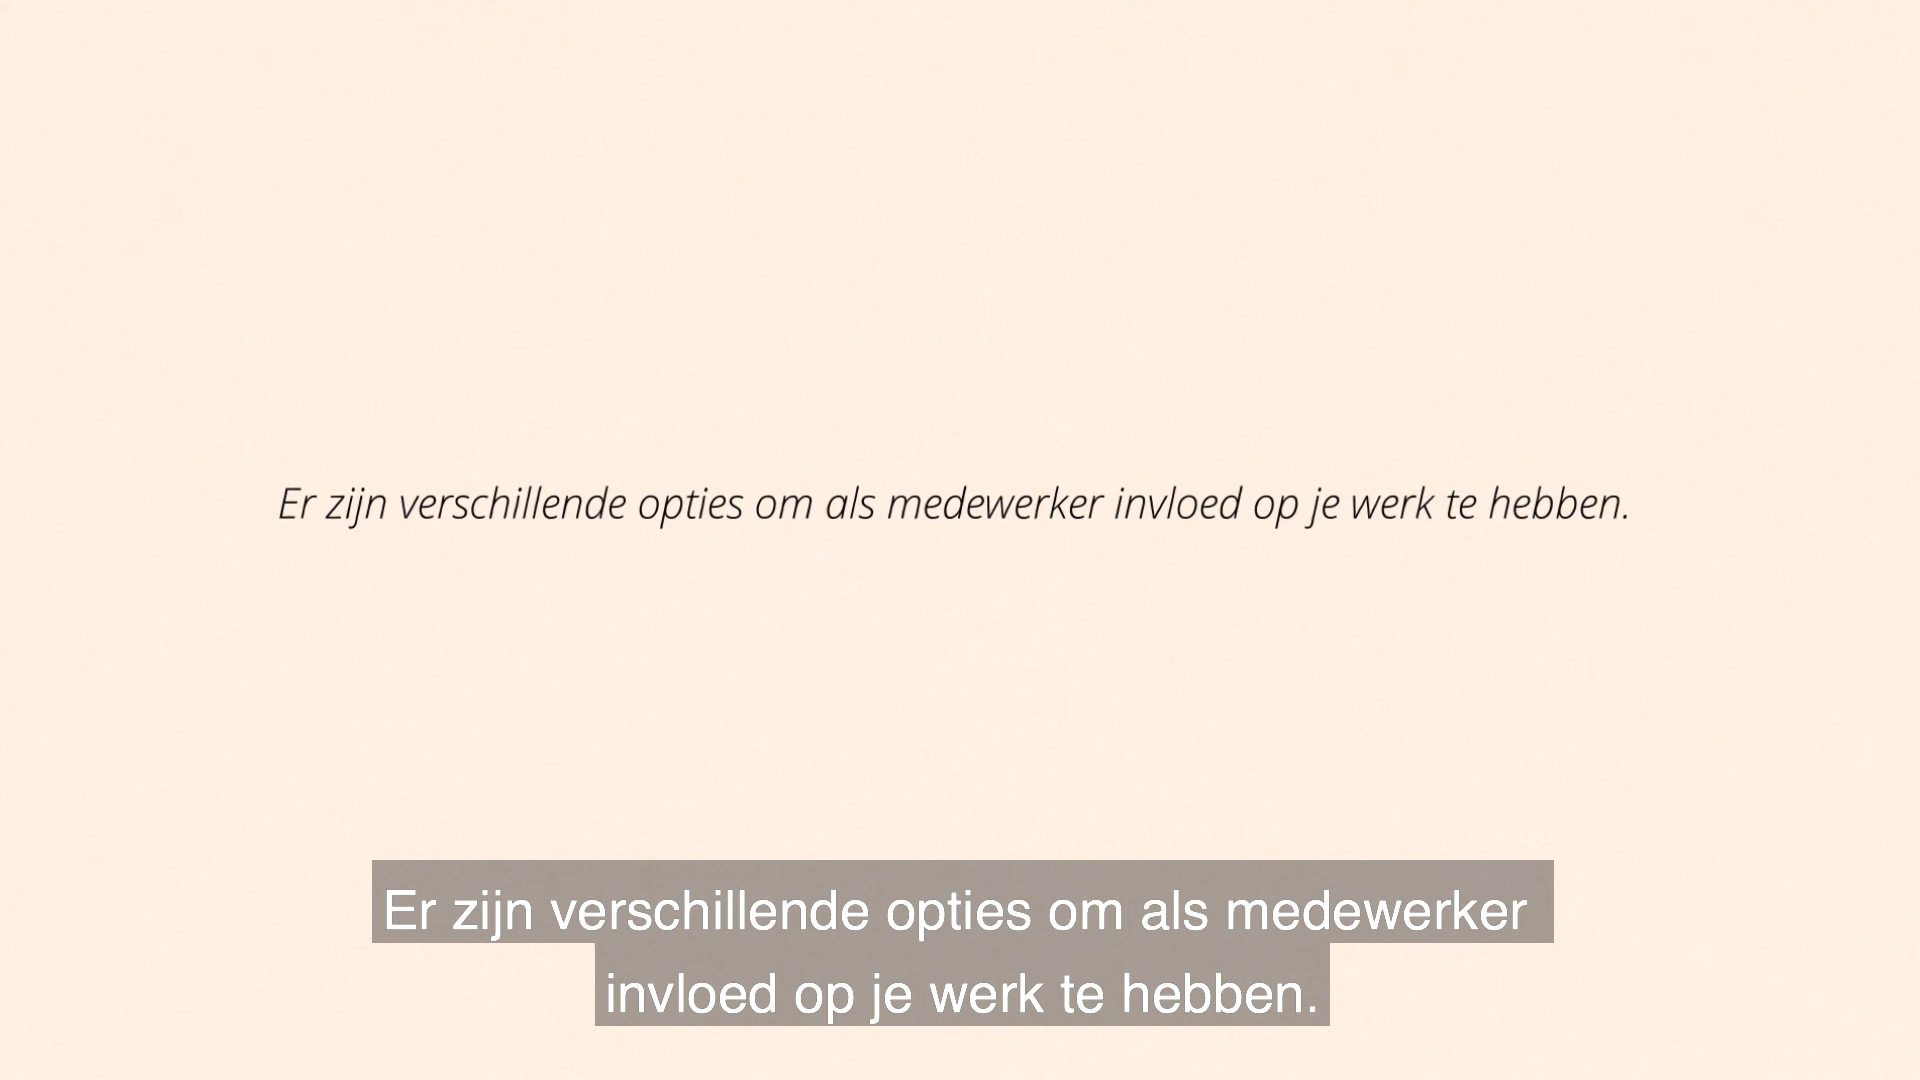 Er zijn verschillende opties om als medewerker invloed op je werk te hebben.
Er zijn verschillende opties om als medewerker
invloed op je werk te hebben.